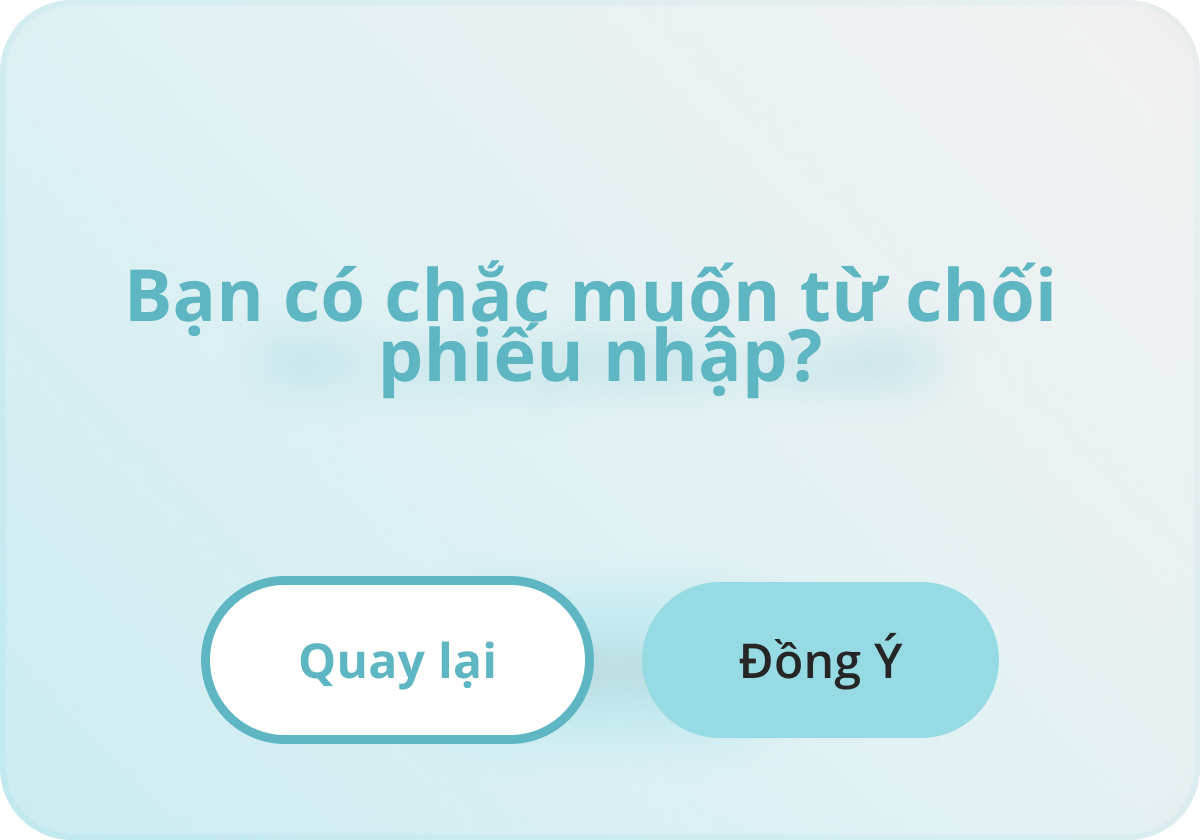 Bạn có chắc muốn từ chối
phiếu nhập?
Quay lại
Đồng Ý